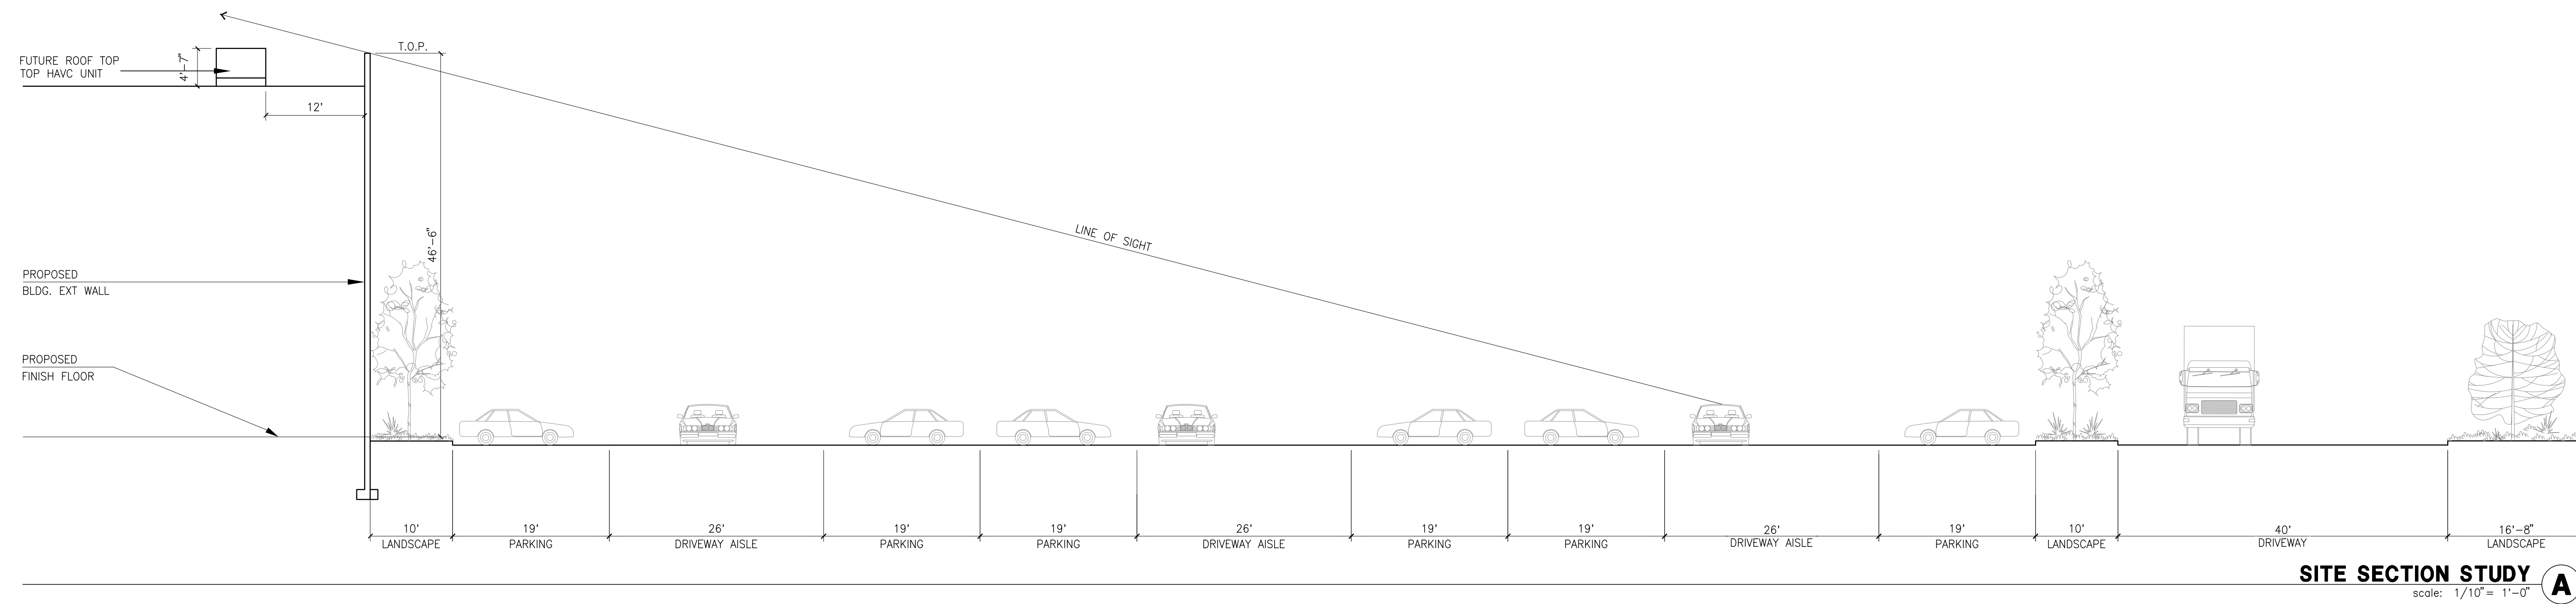 T.O.P.
FUTURE ROOF TOP
TOP HAVC UNIT
4'-7"
12'
LINE OF SIGHT
46'-6"
PROPOSED
BLDG. EXT WALL
PROPOSED
FINISH FLOOR
10' 19' 26' 19' 19' 26' 19' 19' 26' 19' 10' 40' 16'-8"
LANDSCAPE PARKING DRIVEWAY AISLE PARKING PARKING DRIVEWAY AISLE PARKING PARKING DRIVEWAY AISLE PARKING LANDSCAPE DRIVEWAY LANDSCAPE
SITE SECTION STUDY A
scale: 1/10"= 1'-0"